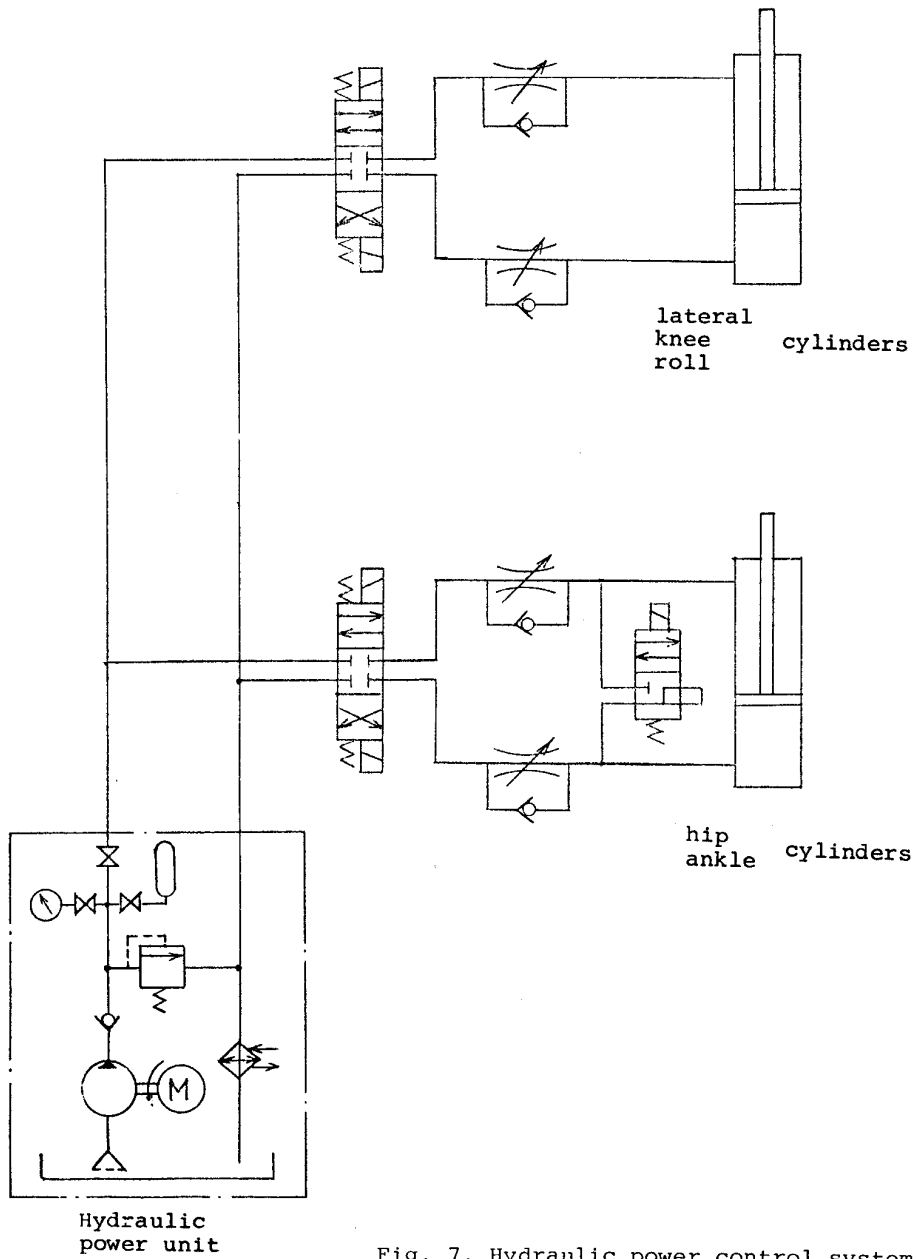 lateral
knee
roll
cylinders
hip
ankle
cylinders
M
Hydraulic
power unit
Fig. 7. Hydraulic power control system